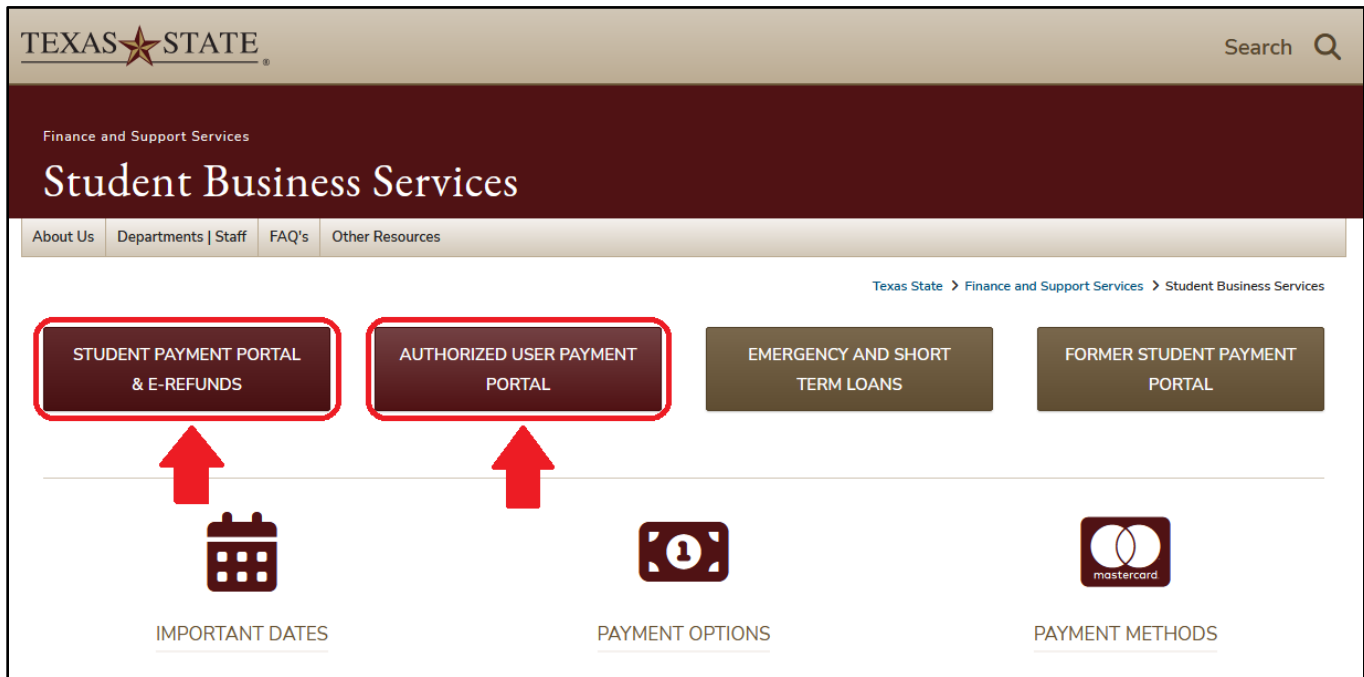 TEXAS STATE ®
Search
Finance and Support Services
Student Business Services
About Us
Departments | Staff
FAQ's
Other Resources
Texas State > Finance and Support Services > Student Business Services
STUDENT PAYMENT PORTAL
& E-REFUNDS
AUTHORIZED USER PAYMENT
PORTAL
EMERGENCY AND SHORT
TERM LOANS
FORMER STUDENT PAYMENT
PORTAL
1
mastercard
IMPORTANT DATES
PAYMENT OPTIONS
PAYMENT METHODS